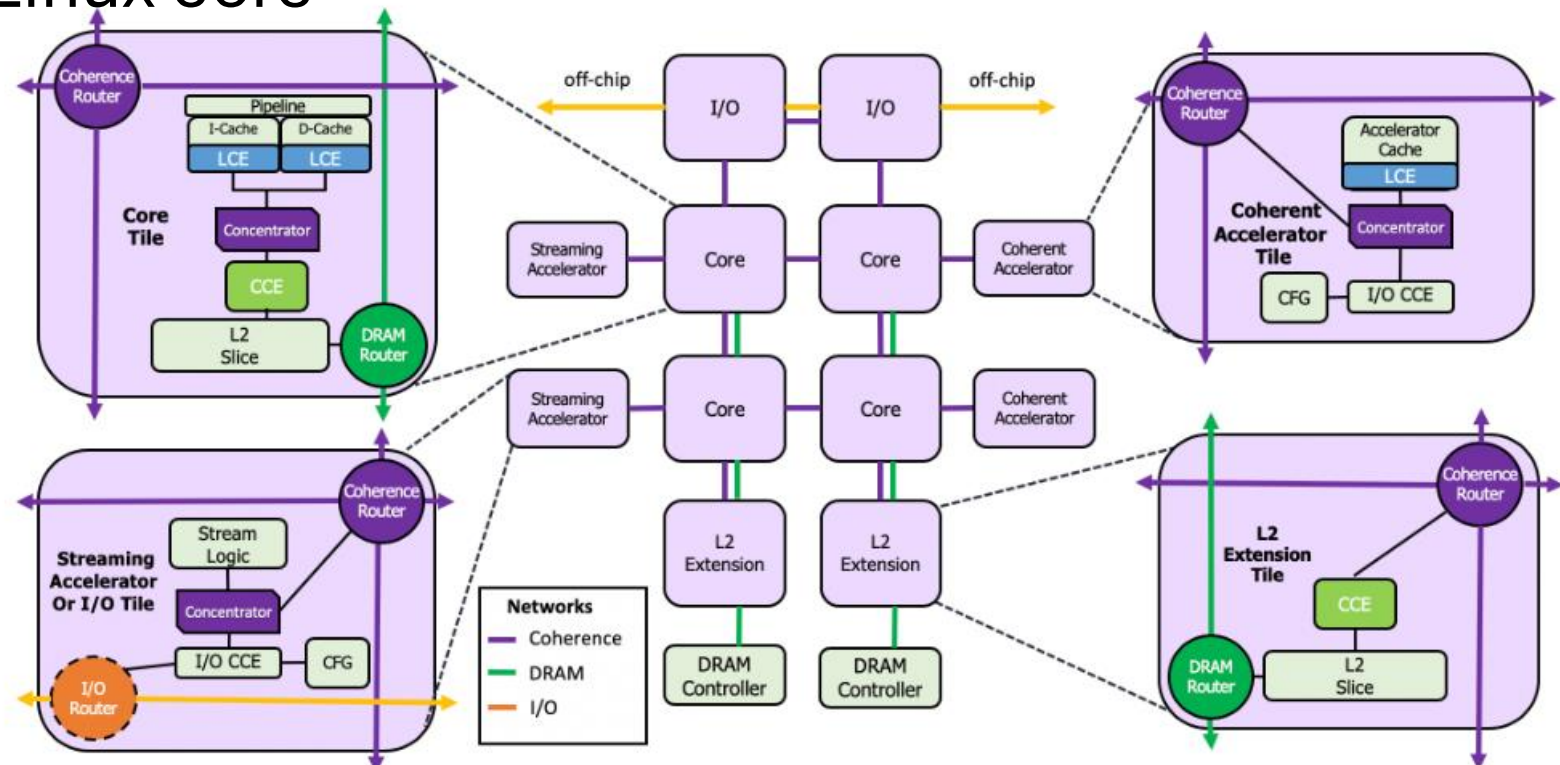 Linux core
Coherence
Router
Pipeline
I-Cache
D-Cache
LCE
LCE
Core
Tile
Concentrator
CCE
L2
Slice
DRAM
Router
off-chip
I/O
I/O
off-chip
Streaming
Accelerator
Core
Core
Coherent
Accelerator
Streaming
Accelerator
Core
Core
Coherent
Accelerator
L2
Extension
L2
Extension
DRAM
Controller
DRAM
Controller
Coherence
Router
Accelerator
Cache
LCE
Coherent
Accelerator
Tile
Concentrator
CFG
I/O CCE
Coherence
Router
Stream
Logic
Streaming
Accelerator
Or I/O Tile
Concentrator
I/O CCE
CFG
I/O
Router
Networks
Coherence
DRAM
I/O
Coherence
Router
L2
Extension
Tile
CCE
DRAM
Router
L2
Slice